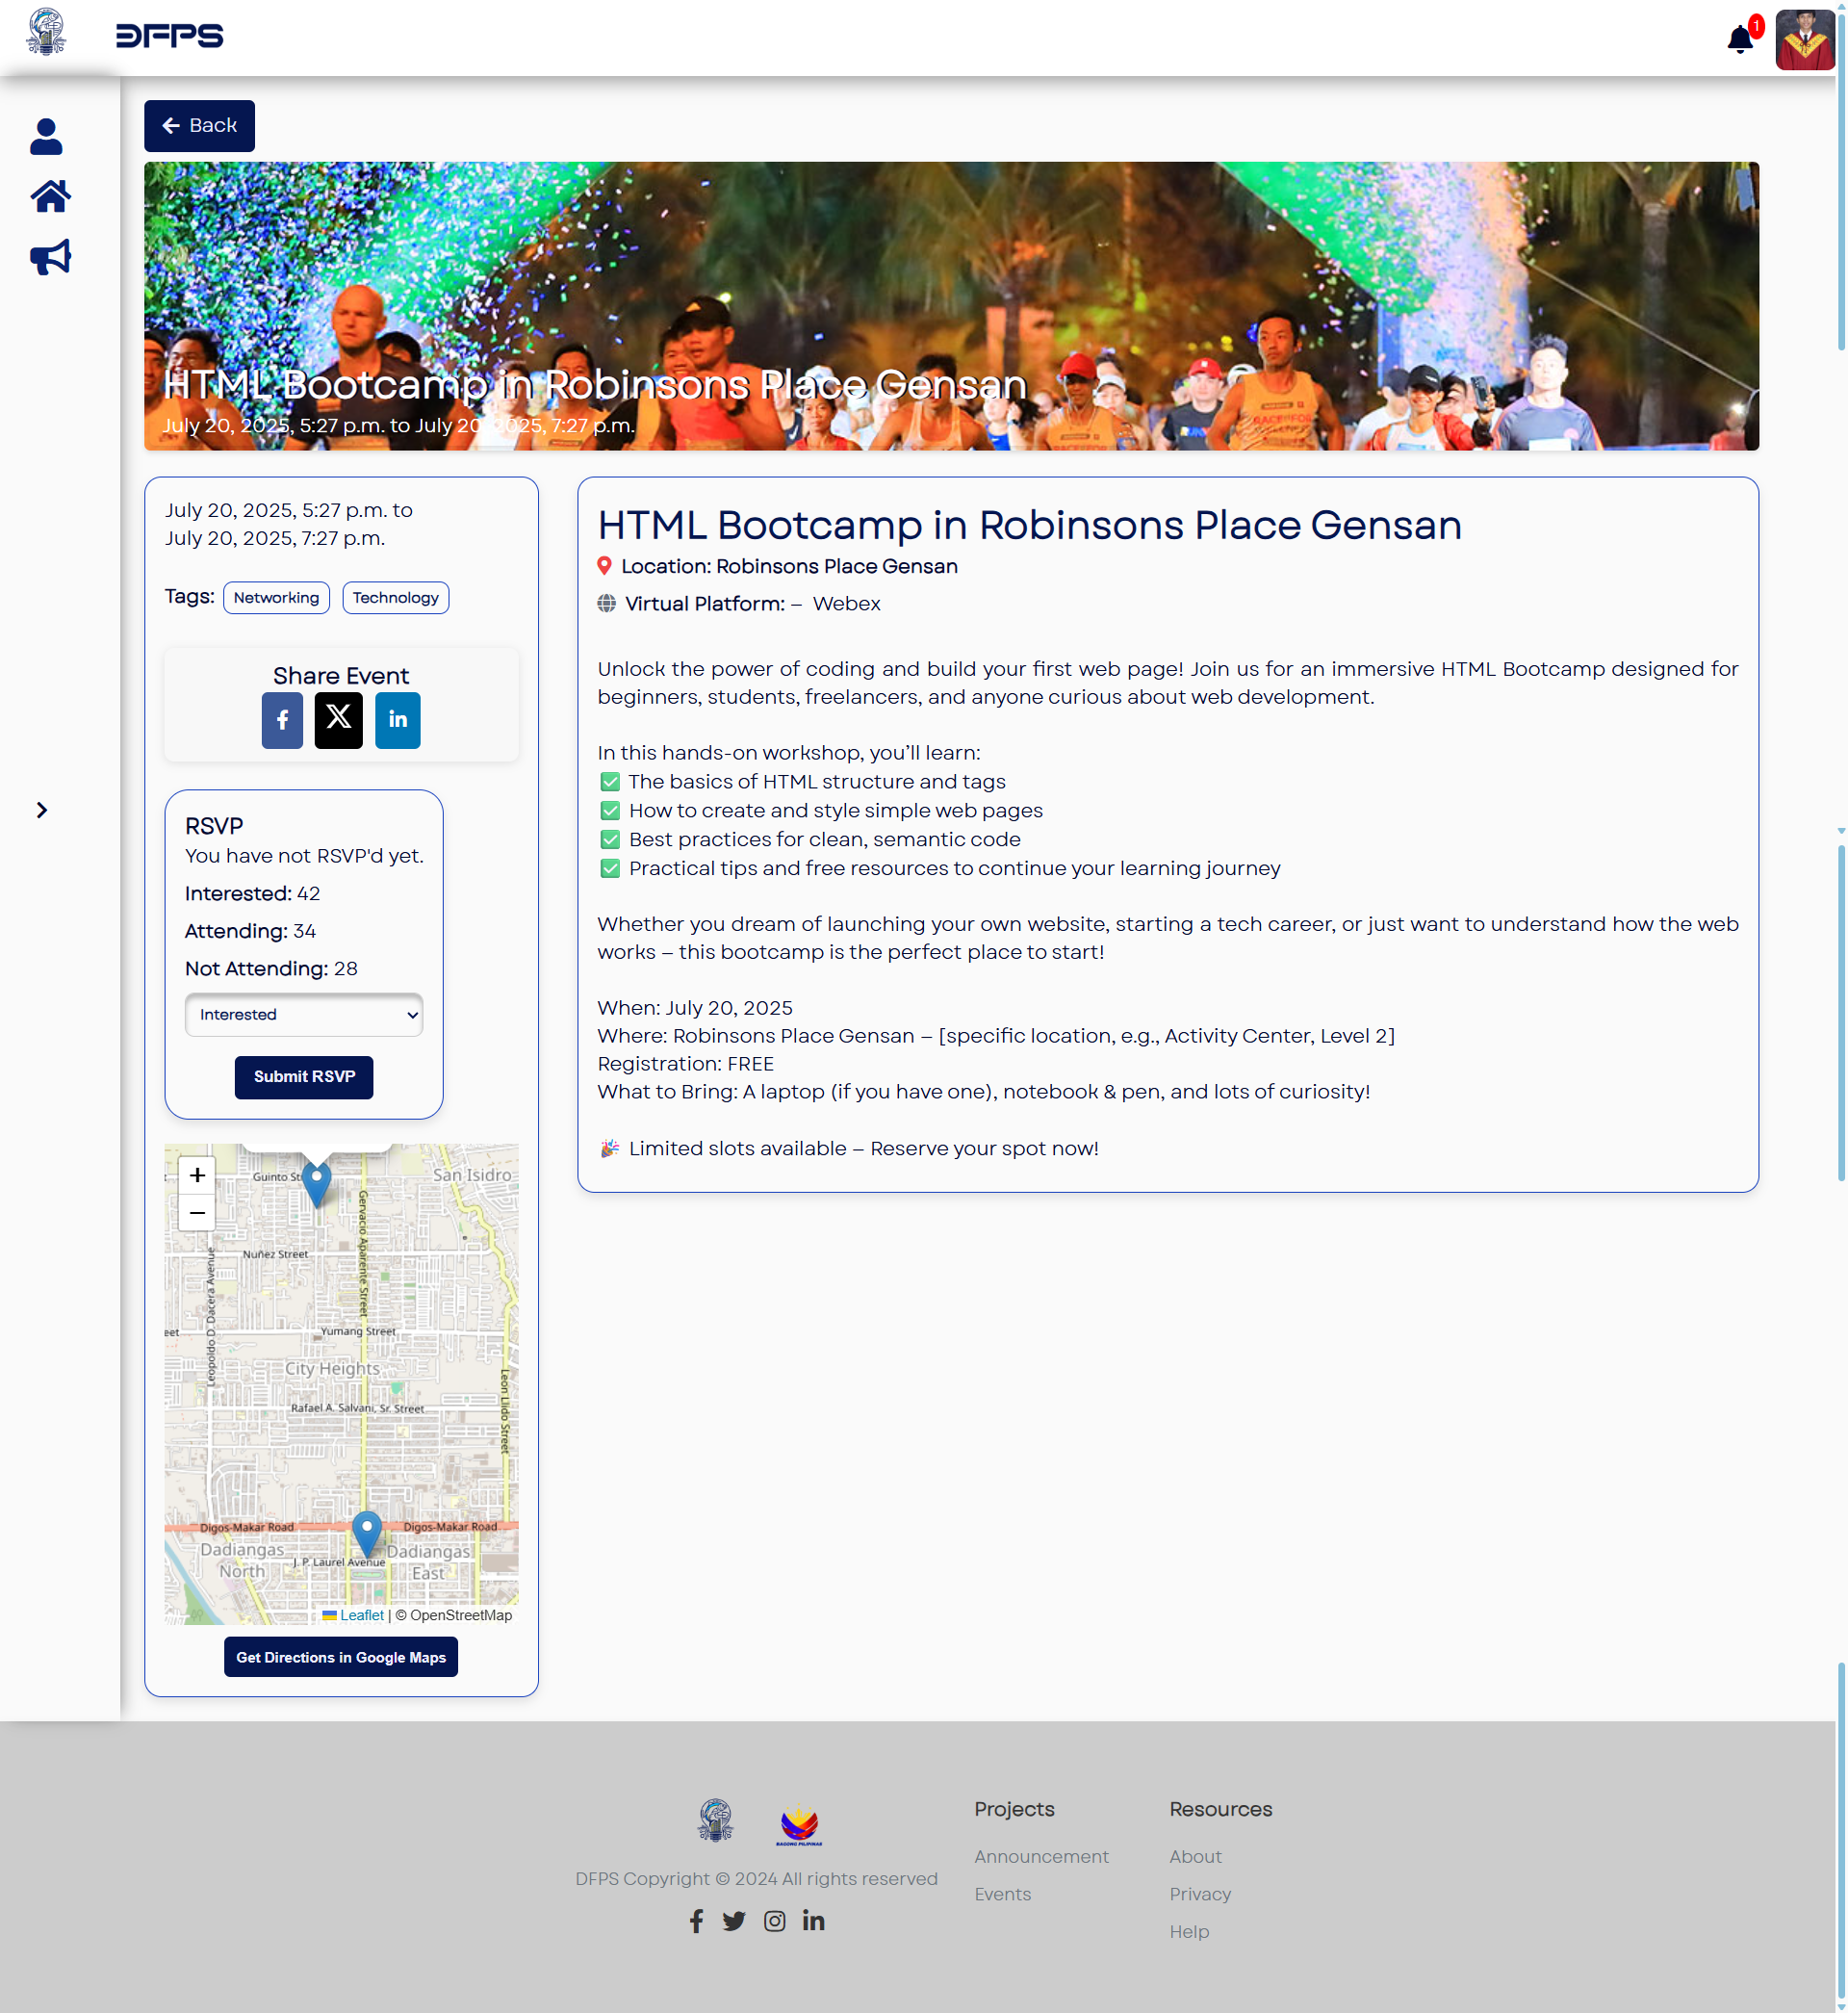 DFPS
1
Back
HTML Bootcamp in Robinsons Place Gensan
July 20, 2025, 5:27 p.m. to July 20, 2025, 7:27 p.m.
July 20, 2025, 5:27 p.m. to
July 20, 2025, 7:27 p.m.
Tags: Networking Technology
Share Event
RSVP
You have not RSVP'd yet.
Interested: 42
Attending: 34
Not Attending: 28
Interested
Submit RSVP
+
−
Guinto St
San Isidro
Gervacio Aparente Street
Nuñez Street
Leopoldo D. Dacera Avenue
eet
Yumang Street
City Heights
Leon Llido Street
Rafael A. Salvani, Sr. Street
Digos-Makar Road
Digos-Makar Road
Dadiangas North
J. P. Laurel Avenue
Dadiangas East
Leaflet | © OpenStreetMap
Get Directions in Google Maps
HTML Bootcamp in Robinsons Place Gensan
Location: Robinsons Place Gensan
Virtual Platform: – Webex
Unlock the power of coding and build your first web page! Join us for an immersive HTML Bootcamp designed for
beginners, students, freelancers, and anyone curious about web development.
In this hands-on workshop, you’ll learn:
✅ The basics of HTML structure and tags
✅ How to create and style simple web pages
✅ Best practices for clean, semantic code
✅ Practical tips and free resources to continue your learning journey
Whether you dream of launching your own website, starting a tech career, or just want to understand how the web
works – this bootcamp is the perfect place to start!
When: July 20, 2025
Where: Robinsons Place Gensan – [specific location, e.g., Activity Center, Level 2]
Registration: FREE
What to Bring: A laptop (if you have one), notebook & pen, and lots of curiosity!
🎉 Limited slots available – Reserve your spot now!
BAGONG PILIPINAS
DFPS Copyright © 2024 All rights reserved
Projects
Announcement
Events
Resources
About
Privacy
Help